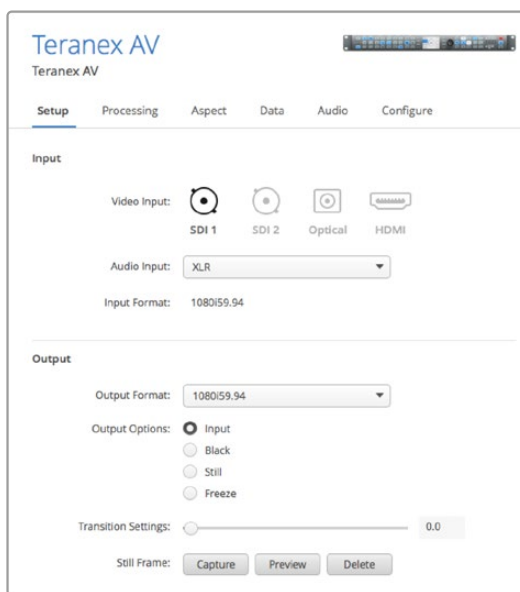 Teranex AV
Teranex AV
Setup Processing Aspect Data Audio Configure
Input
Video Input:
SDI 1 SDI 2 Optical HDMI
Audio Input: XLR
Input Format: 1080i59.94
Output
Output Format: 1080i59.94
Output Options: Input
Black
Still
Freeze
Transition Settings: 0.0
Still Frame: Capture Preview Delete